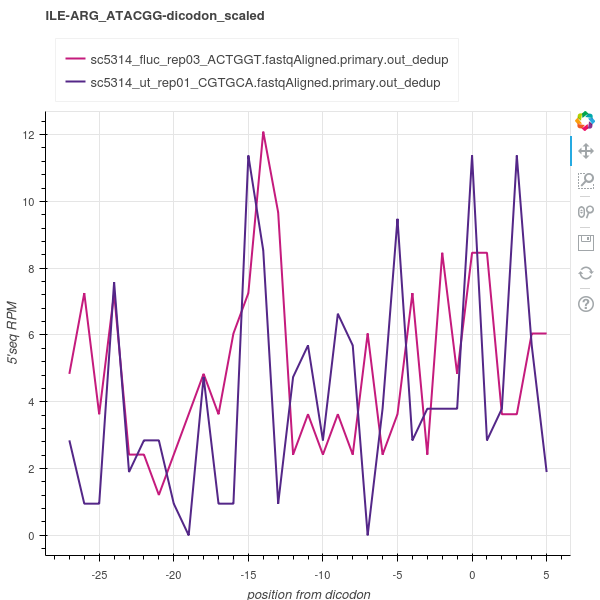 ILE-ARG_ATACGG-dicodon_scaled
sc5314_fluc_rep03_ACTGGT.fastqAligned.primary.out_dedup
sc5314_ut_rep01_CGTGCA.fastqAligned.primary.out_dedup
12
10
8
6
4
2
0
5'seq RPM
-25 -20 -15 -10 -5 0 5
position from dicodon